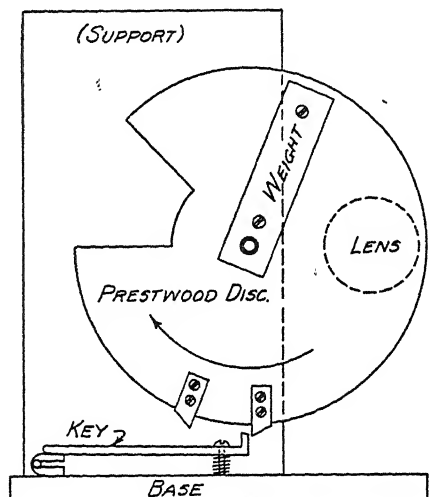 (SUPPORT)
WEIGHT
LENS
PRESTWOOD DISC.
KEY
BASE